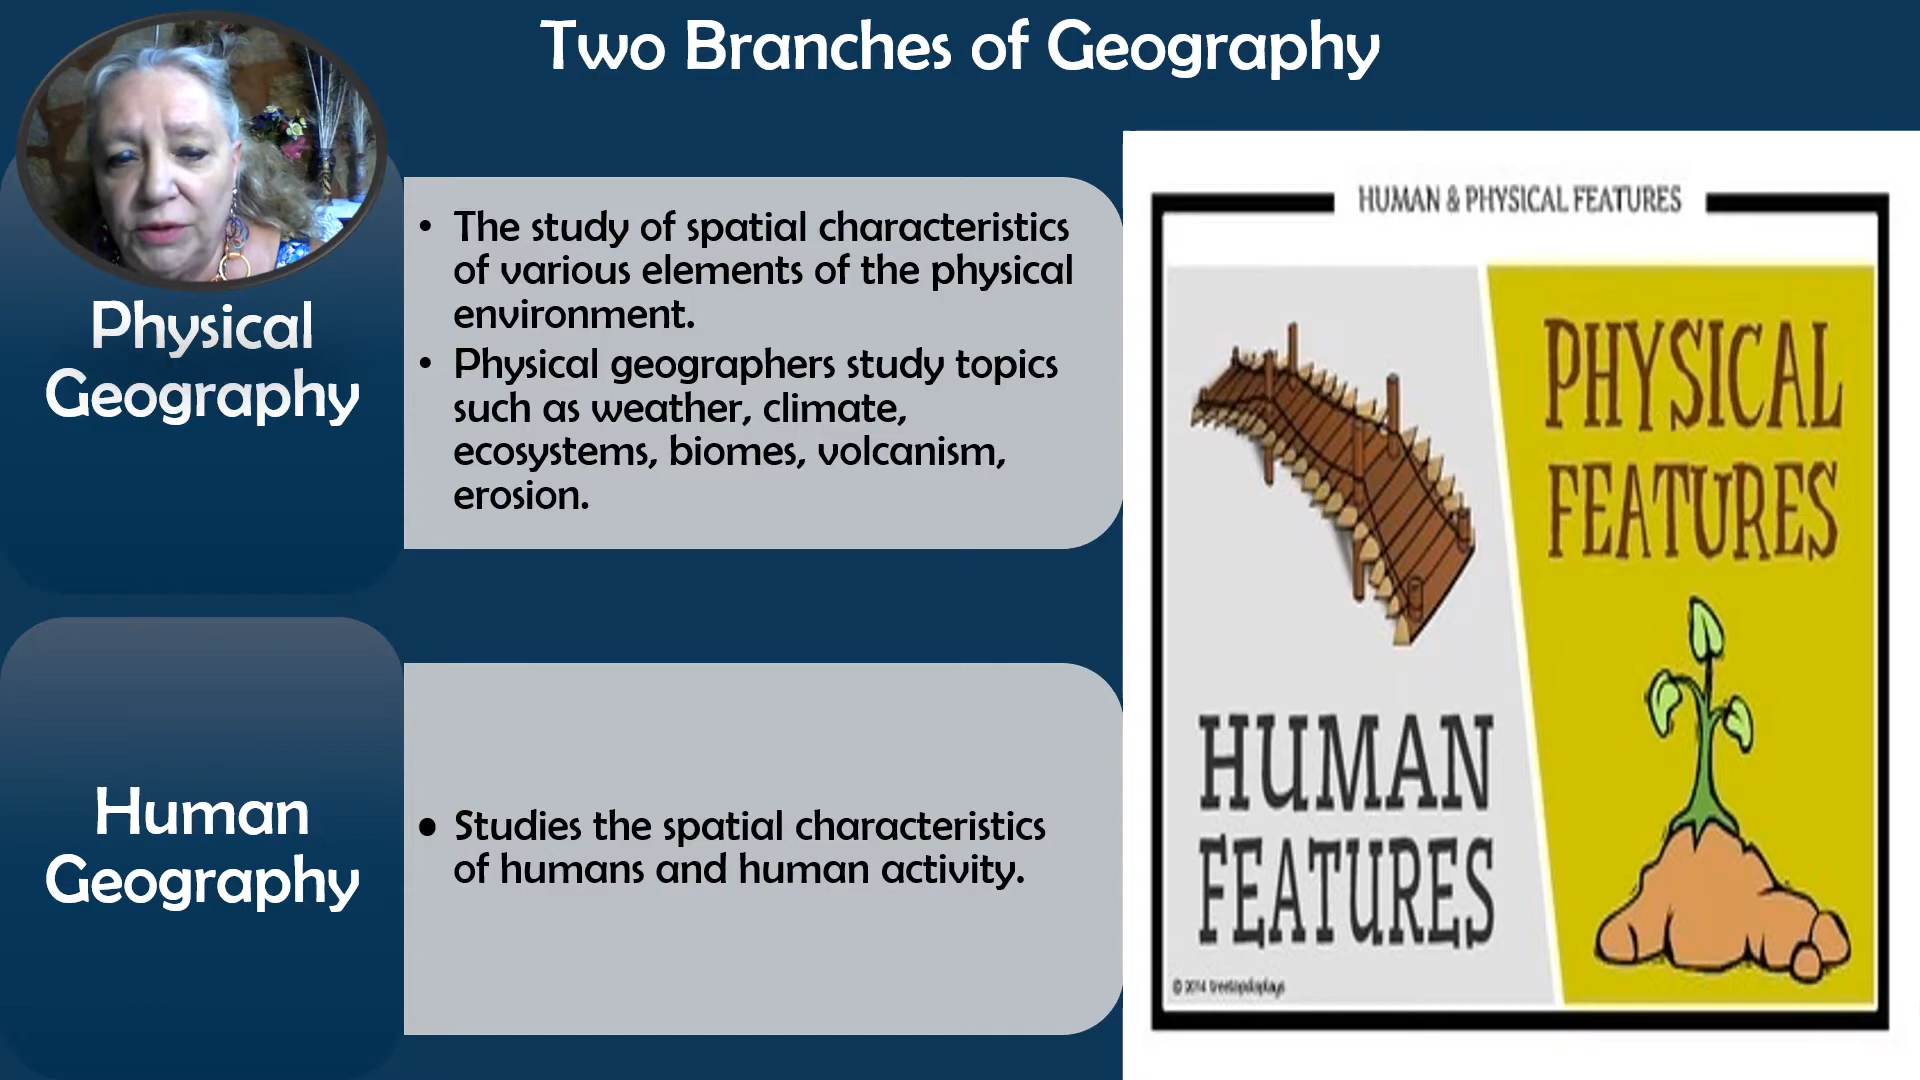 Two Branches of Geography
Physical
Geography
• The study of spatial characteristics
of various elements of the physical
environment.
• Physical geographers study topics
such as weather, climate,
ecosystems, biomes, volcanism,
erosion.
Human
Geography
• Studies the spatial characteristics
of humans and human activity.
HUMAN & PHYSICAL FEATURES
PHYSICAL
FEATURES
HUMAN
FEATURES
© 2014 treetopdisplays